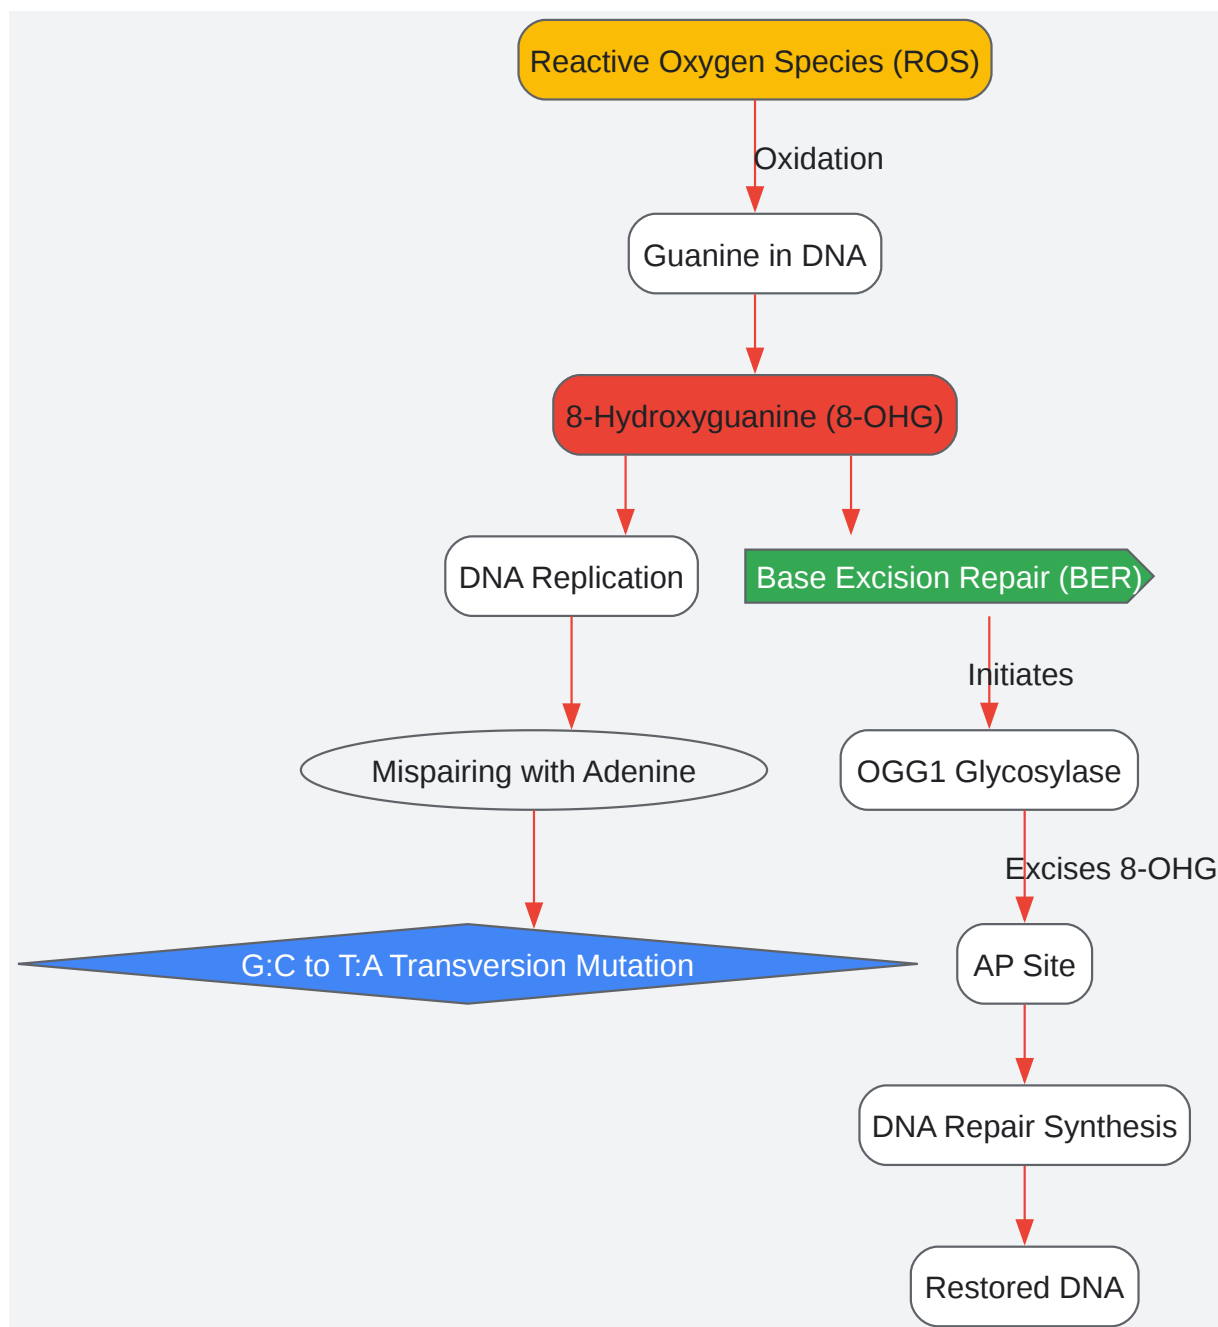 Reactive Oxygen Species (ROS)
Oxidation
Guanine in DNA
8-Hydroxyguanine (8-OHG)
DNA Replication
Base Excision Repair (BER)
Initiates
Mispairing with Adenine
OGG1 Glycosylase
Excises 8-OHG
G:C to T:A Transversion Mutation
AP Site
DNA Repair Synthesis
Restored DNA